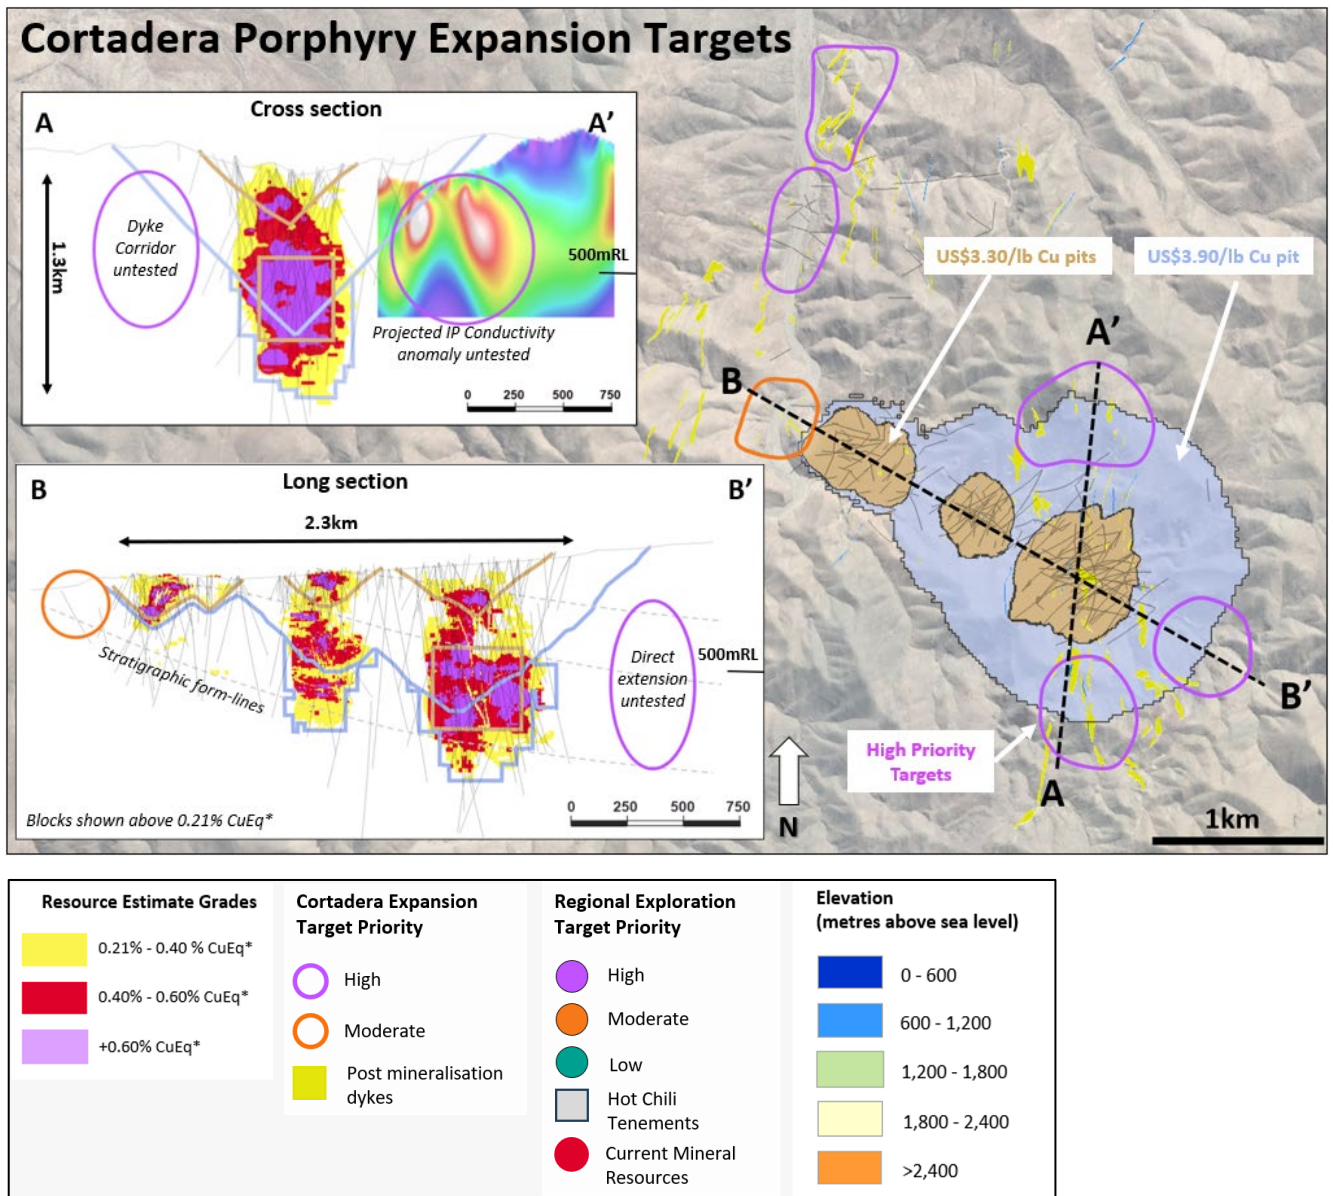 Cortadera Porphyry Expansion Targets
A
Cross section
A’
Dyke
Corridor
untested
1.3km
500mRL
Projected IP Conductivity
anomaly untested
0 250 500 750
B
Long section
B’
2.3km
Stratigraphic form-lines
Direct
extension
untested
500mRL
Blocks shown above 0.21% CuEq*
0 250 500 750
US$3.30/lb Cu pits
US$3.90/lb Cu pit
A’
B
B’
High Priority
Targets
A
N
1km
Resource Estimate Grades
0.21% - 0.40 % CuEq*
0.40% - 0.60% CuEq*
+0.60% CuEq*
Cortadera Expansion
Target Priority
High
Moderate
Post mineralisation
dykes
Regional Exploration
Target Priority
High
Moderate
Low
Hot Chili
Tenements
Current Mineral
Resources
Elevation
(metres above sea level)
0 - 600
600 - 1,200
1,200 - 1,800
1,800 - 2,400
>2,400